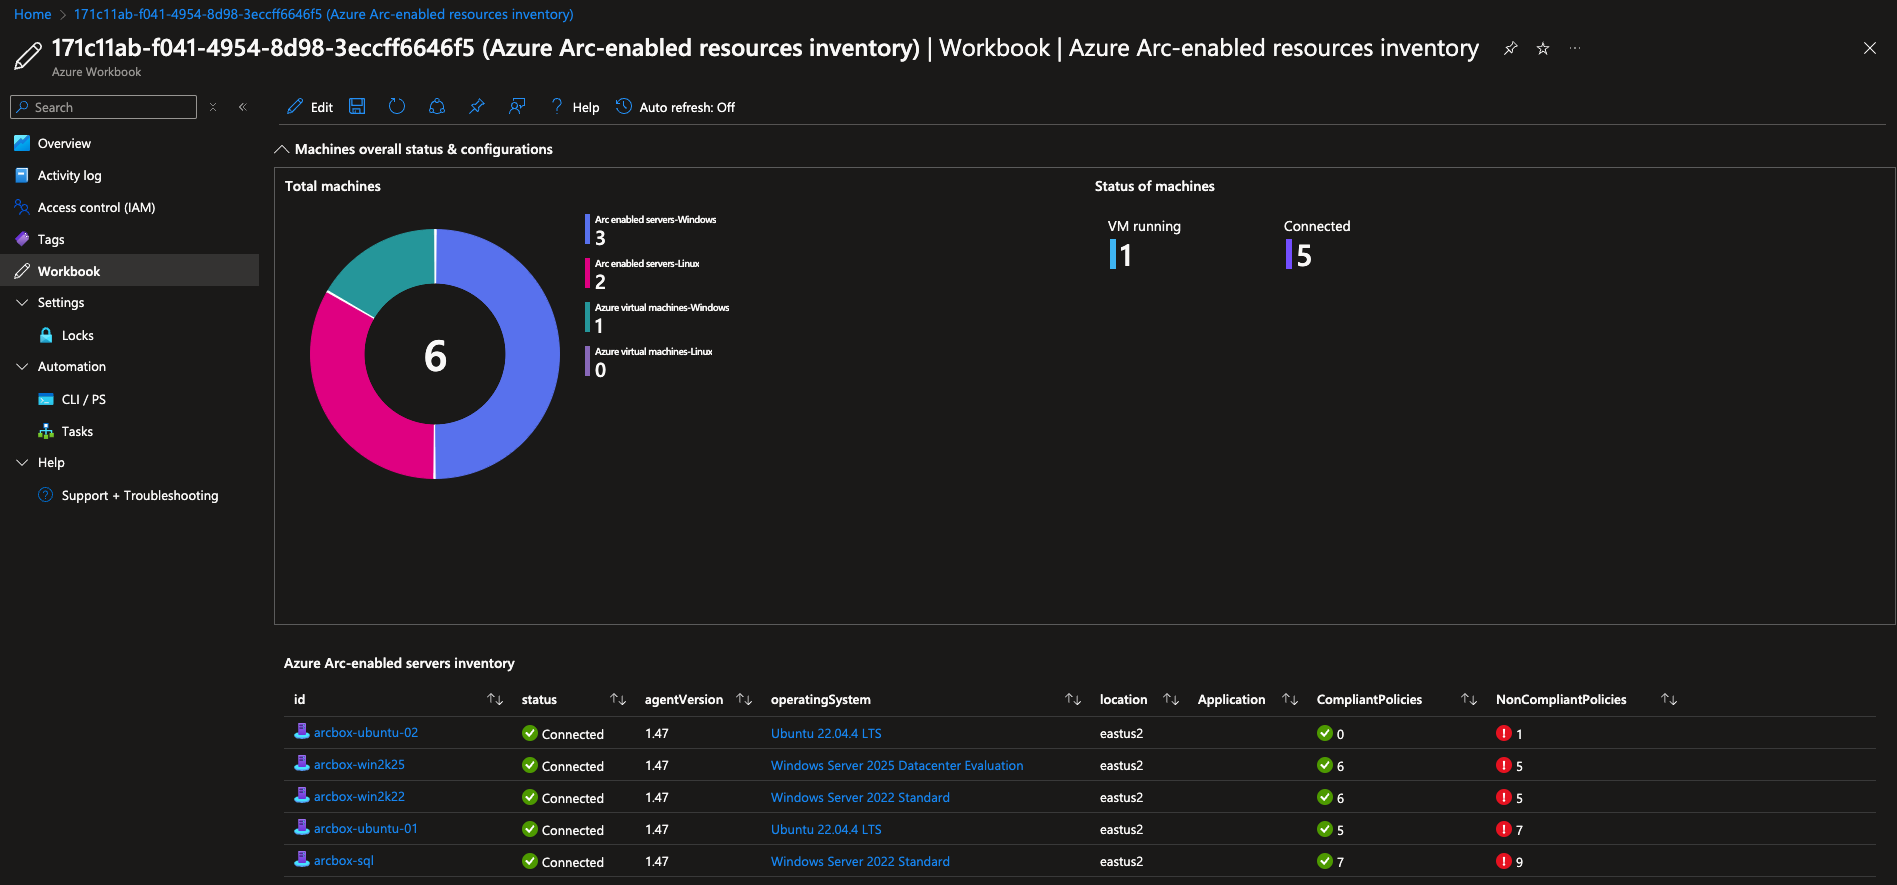 Home > 171c11ab-f041-4954-8d98-3eccff6646f5 (Azure Arc-enabled resources inventory)
171c11ab-f041-4954-8d98-3eccff6646f5 (Azure Arc-enabled resources inventory) | Workbook | Azure Arc-enabled resources inventory
Azure Workbook
Search
Overview
Activity log
Access control (IAM)
Tags
Workbook
Settings
Locks
Automation
CLI / PS
Tasks
Help
Support + Troubleshooting
Edit Help Auto refresh: Off
Machines overall status & configurations
Total machines
6
Arc enabled servers-Windows
3
Arc enabled servers-Linux
2
Azure virtual machines-Windows
1
Azure virtual machines-Linux
0
Status of machines
VM running Connected
1 5
Azure Arc-enabled servers inventory
id status agentVersion operatingSystem location Application CompliantPolicies NonCompliantPolicies
arcbox-ubuntu-02 Connected 1.47 Ubuntu 22.04.4 LTS eastus2 0 1
arcbox-win2k25 Connected 1.47 Windows Server 2025 Datacenter Evaluation eastus2 6 5
arcbox-win2k22 Connected 1.47 Windows Server 2022 Standard eastus2 6 5
arcbox-ubuntu-01 Connected 1.47 Ubuntu 22.04.4 LTS eastus2 5 7
arcbox-sql Connected 1.47 Windows Server 2022 Standard eastus2 7 9